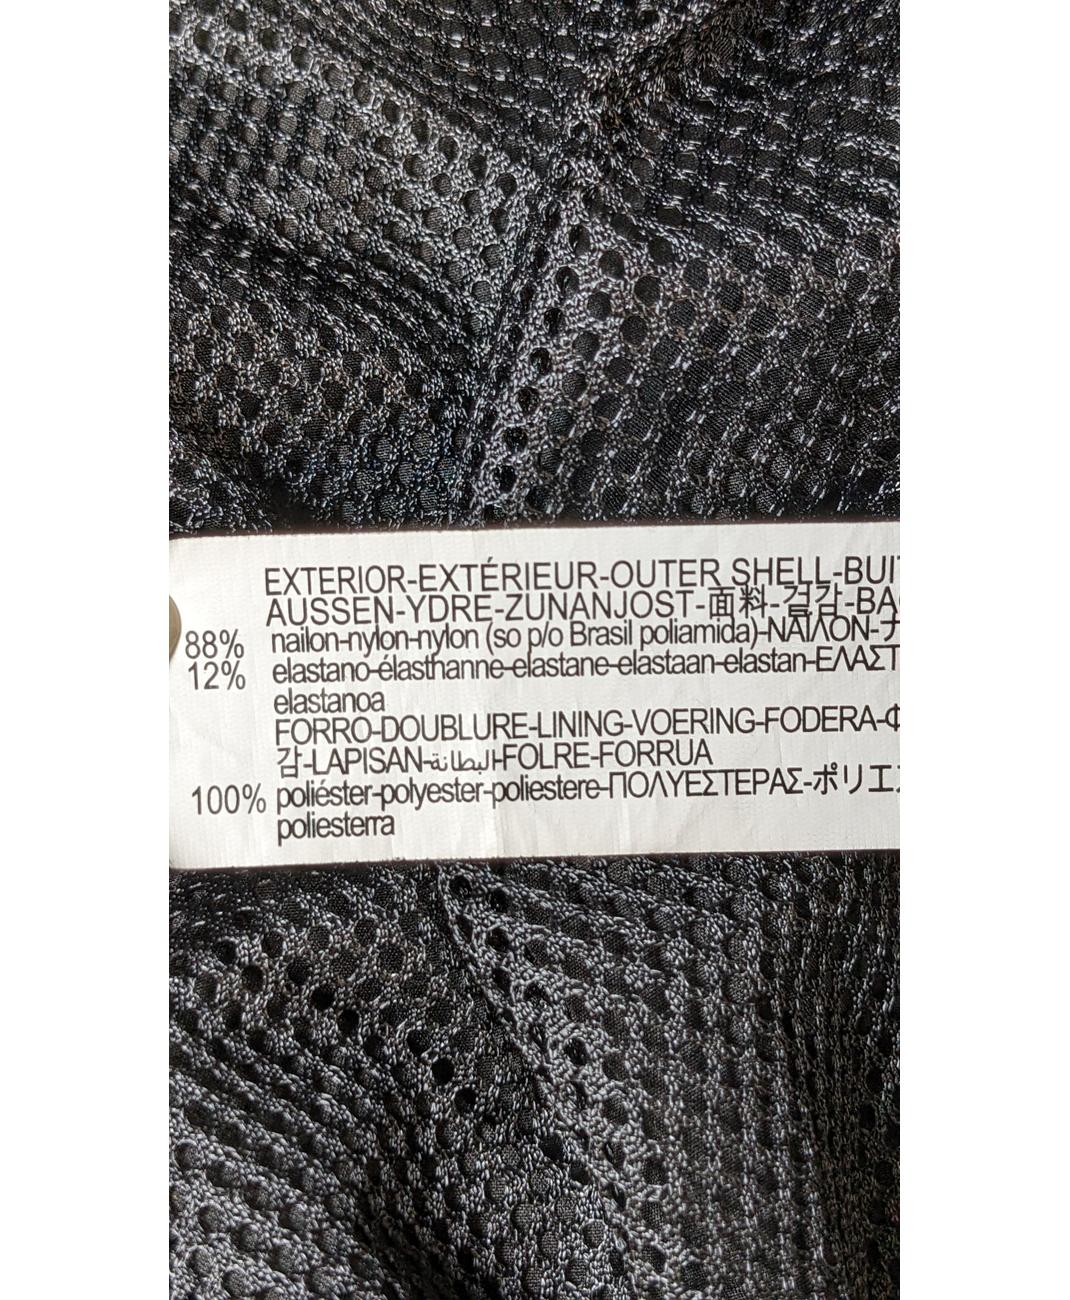 EXTERIOR-EXTÉRIEUR-OUTER SHELL-BUI
AUSSEN-YDRE-ZUNANJOST-面料-겉감-BA
88% nailon-nylon-nylon (so p/o Brasil poliamida)-ΝΑΪΛΟΝ-ナ
12% elastano-élasthanne-elastane-elastaan-elastan-ΕΛΑΣΤ
elastanoa
FORRO-DOUBLURE-LINING-VOERING-FODERA-Φ
감-LAPISAN-البطانة-FOLRE-FORRUA
100% poliéster-polyester-poliestere-ΠΟΛΥΕΣΤΕΡΑΣ-ポリエ
poliesterra